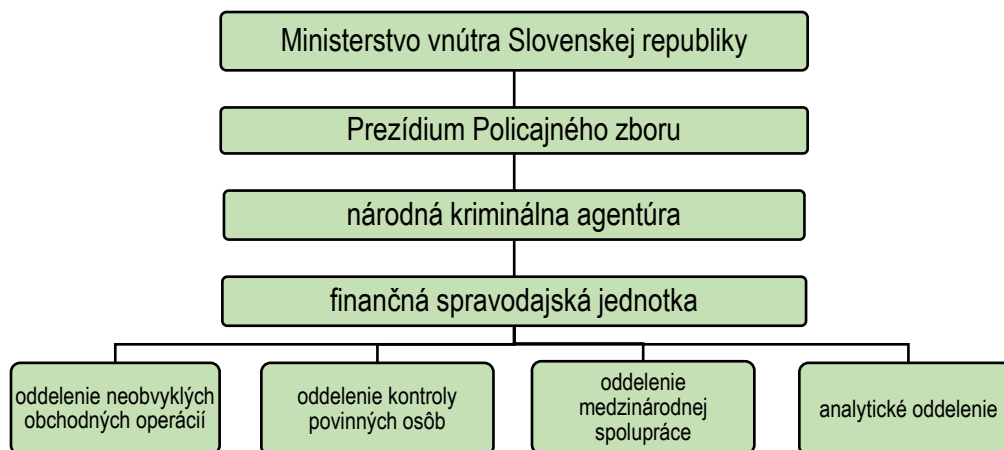 Ministerstvo vnútra Slovenskej republiky
Prezídium Policajného zboru
národná kriminálna agentúra
finančná spravodajská jednotka
oddelenie neobvyklých
obchodných operácií
oddelenie kontroly
povinných osôb
oddelenie
medzinárodnej
spolupráce
analytické oddelenie